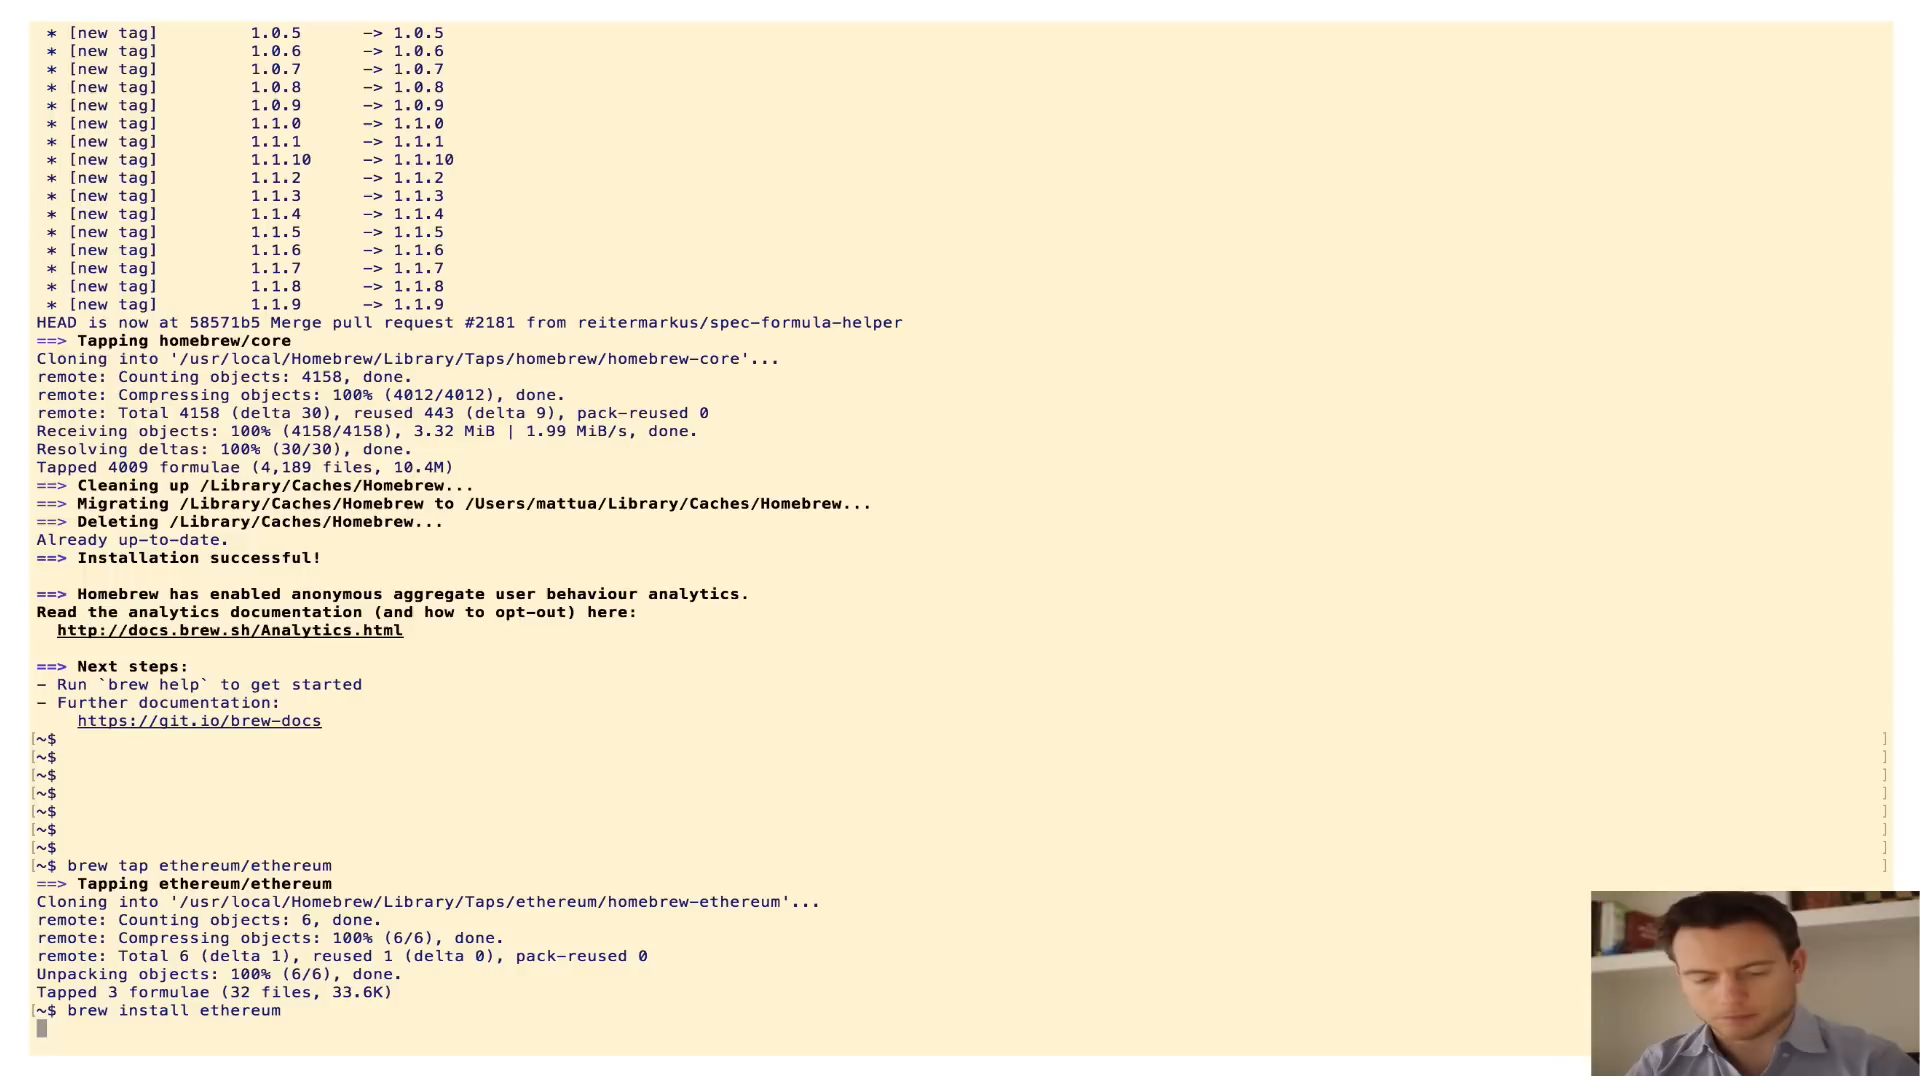 * [new tag] 1.0.5 -> 1.0.5
* [new tag] 1.0.6 -> 1.0.6
* [new tag] 1.0.7 -> 1.0.7
* [new tag] 1.0.8 -> 1.0.8
* [new tag] 1.0.9 -> 1.0.9
* [new tag] 1.1.0 -> 1.1.0
* [new tag] 1.1.1 -> 1.1.1
* [new tag] 1.1.10 -> 1.1.10
* [new tag] 1.1.2 -> 1.1.2
* [new tag] 1.1.3 -> 1.1.3
* [new tag] 1.1.4 -> 1.1.4
* [new tag] 1.1.5 -> 1.1.5
* [new tag] 1.1.6 -> 1.1.6
* [new tag] 1.1.7 -> 1.1.7
* [new tag] 1.1.8 -> 1.1.8
* [new tag] 1.1.9 -> 1.1.9
HEAD is now at 58571b5 Merge pull request #2181 from reitermarkus/spec-formula-helper
==> Tapping homebrew/core
Cloning into '/usr/local/Homebrew/Library/Taps/homebrew/homebrew-core'...
remote: Counting objects: 4158, done.
remote: Compressing objects: 100% (4012/4012), done.
remote: Total 4158 (delta 30), reused 443 (delta 9), pack-reused 0
Receiving objects: 100% (4158/4158), 3.32 MiB | 1.99 MiB/s, done.
Resolving deltas: 100% (30/30), done.
Tapped 4009 formulae (4,189 files, 10.4M)
==> Cleaning up /Library/Caches/Homebrew...
==> Migrating /Library/Caches/Homebrew to /Users/mattua/Library/Caches/Homebrew...
==> Deleting /Library/Caches/Homebrew...
Already up-to-date.
==> Installation successful!
==> Homebrew has enabled anonymous aggregate user behaviour analytics.
Read the analytics documentation (and how to opt-out) here:
http://docs.brew.sh/Analytics.html
==> Next steps:
- Run `brew help` to get started
- Further documentation:
https://git.io/brew-docs
[~$ ]
[~$ ]
[~$ ]
[~$ ]
[~$ ]
[~$ ]
[~$ ]
[~$ brew tap ethereum/ethereum ]
==> Tapping ethereum/ethereum
Cloning into '/usr/local/Homebrew/Library/Taps/ethereum/homebrew-ethereum'...
remote: Counting objects: 6, done.
remote: Compressing objects: 100% (6/6), done.
remote: Total 6 (delta 1), reused 1 (delta 0), pack-reused 0
Unpacking objects: 100% (6/6), done.
Tapped 3 formulae (32 files, 33.6K)
[~$ brew install ethereum